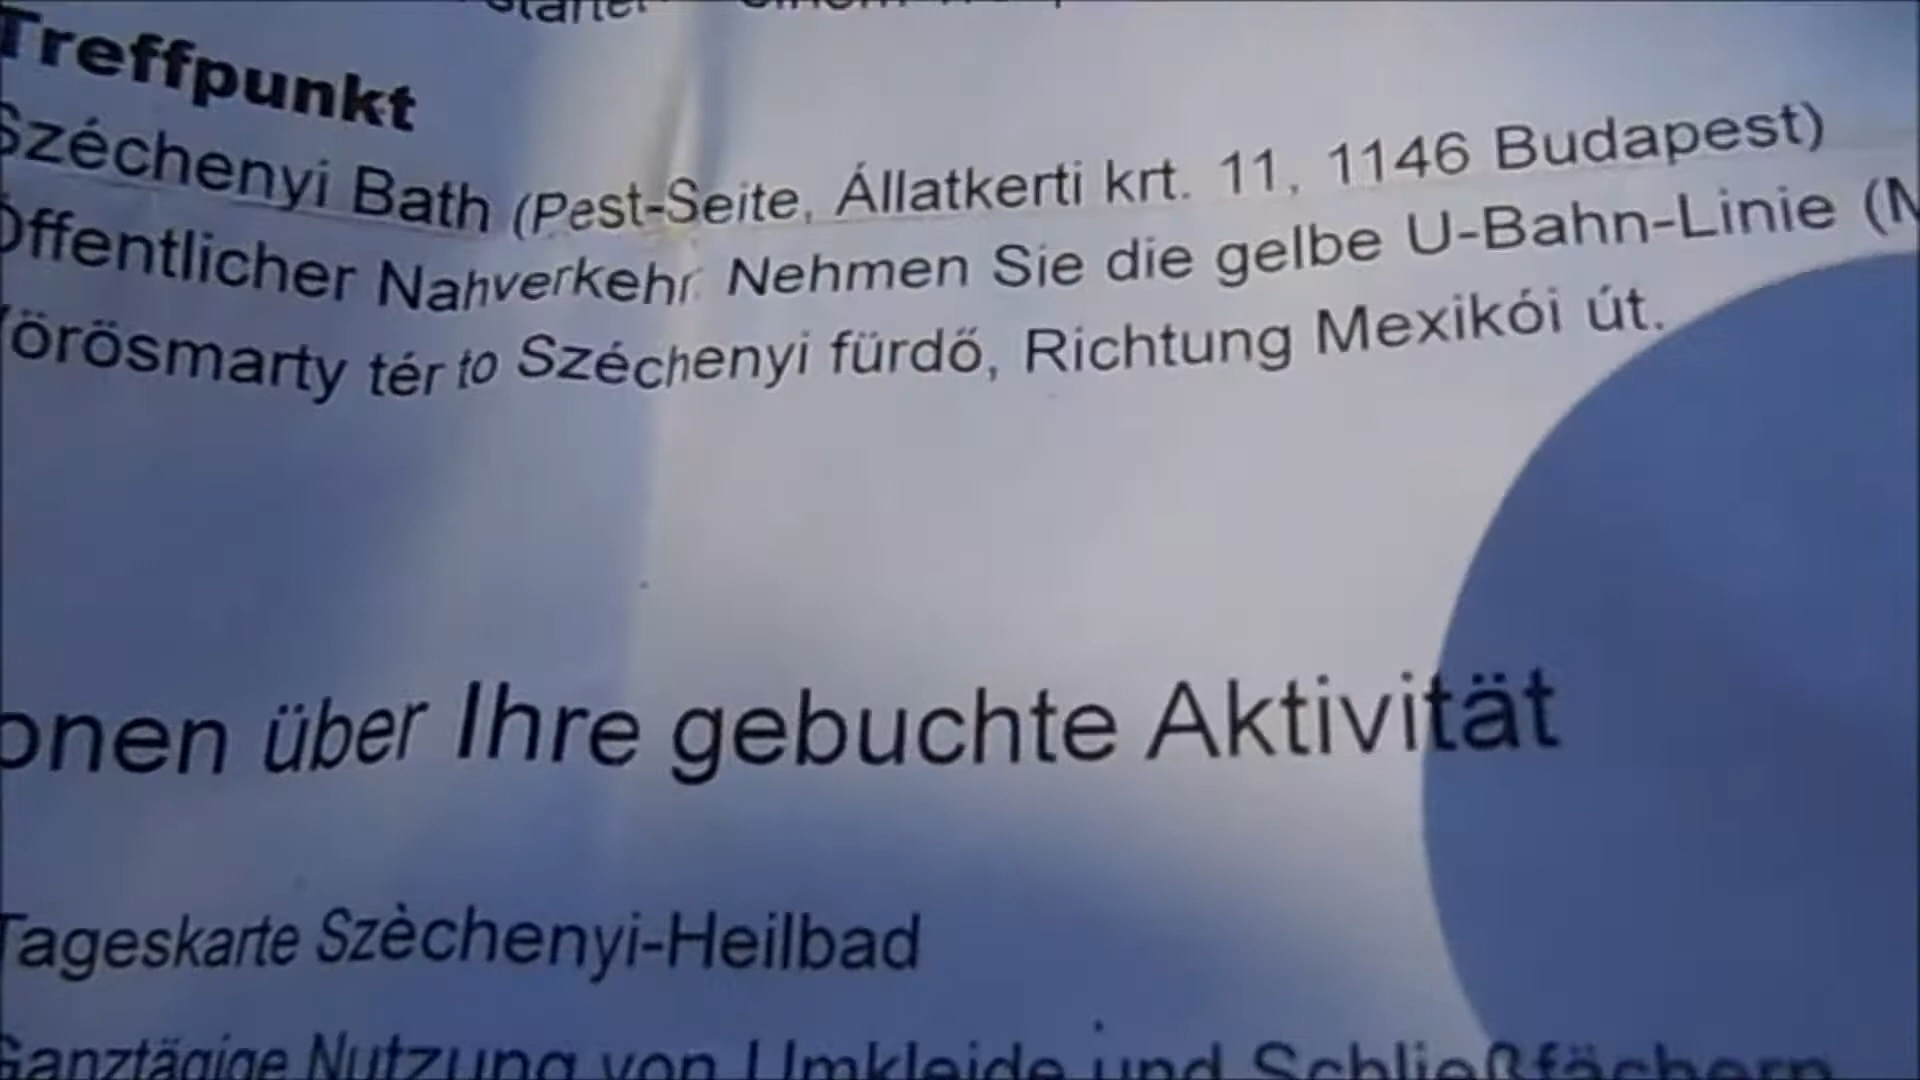 Treffpunkt
Széchenyi Bath (Pest-Seite, Állatkerti krt. 11, 1146 Budapest)
Öffentlicher Nahverkehr: Nehmen Sie die gelbe U-Bahn-Linie (M
Vörösmarty tér to Széchenyi fürdő, Richtung Mexikói út.
onen über Ihre gebuchte Aktivität
Tageskarte Szèchenyi-Heilbad
Ganztägige Nutzung von Umkleide und Schließfächern